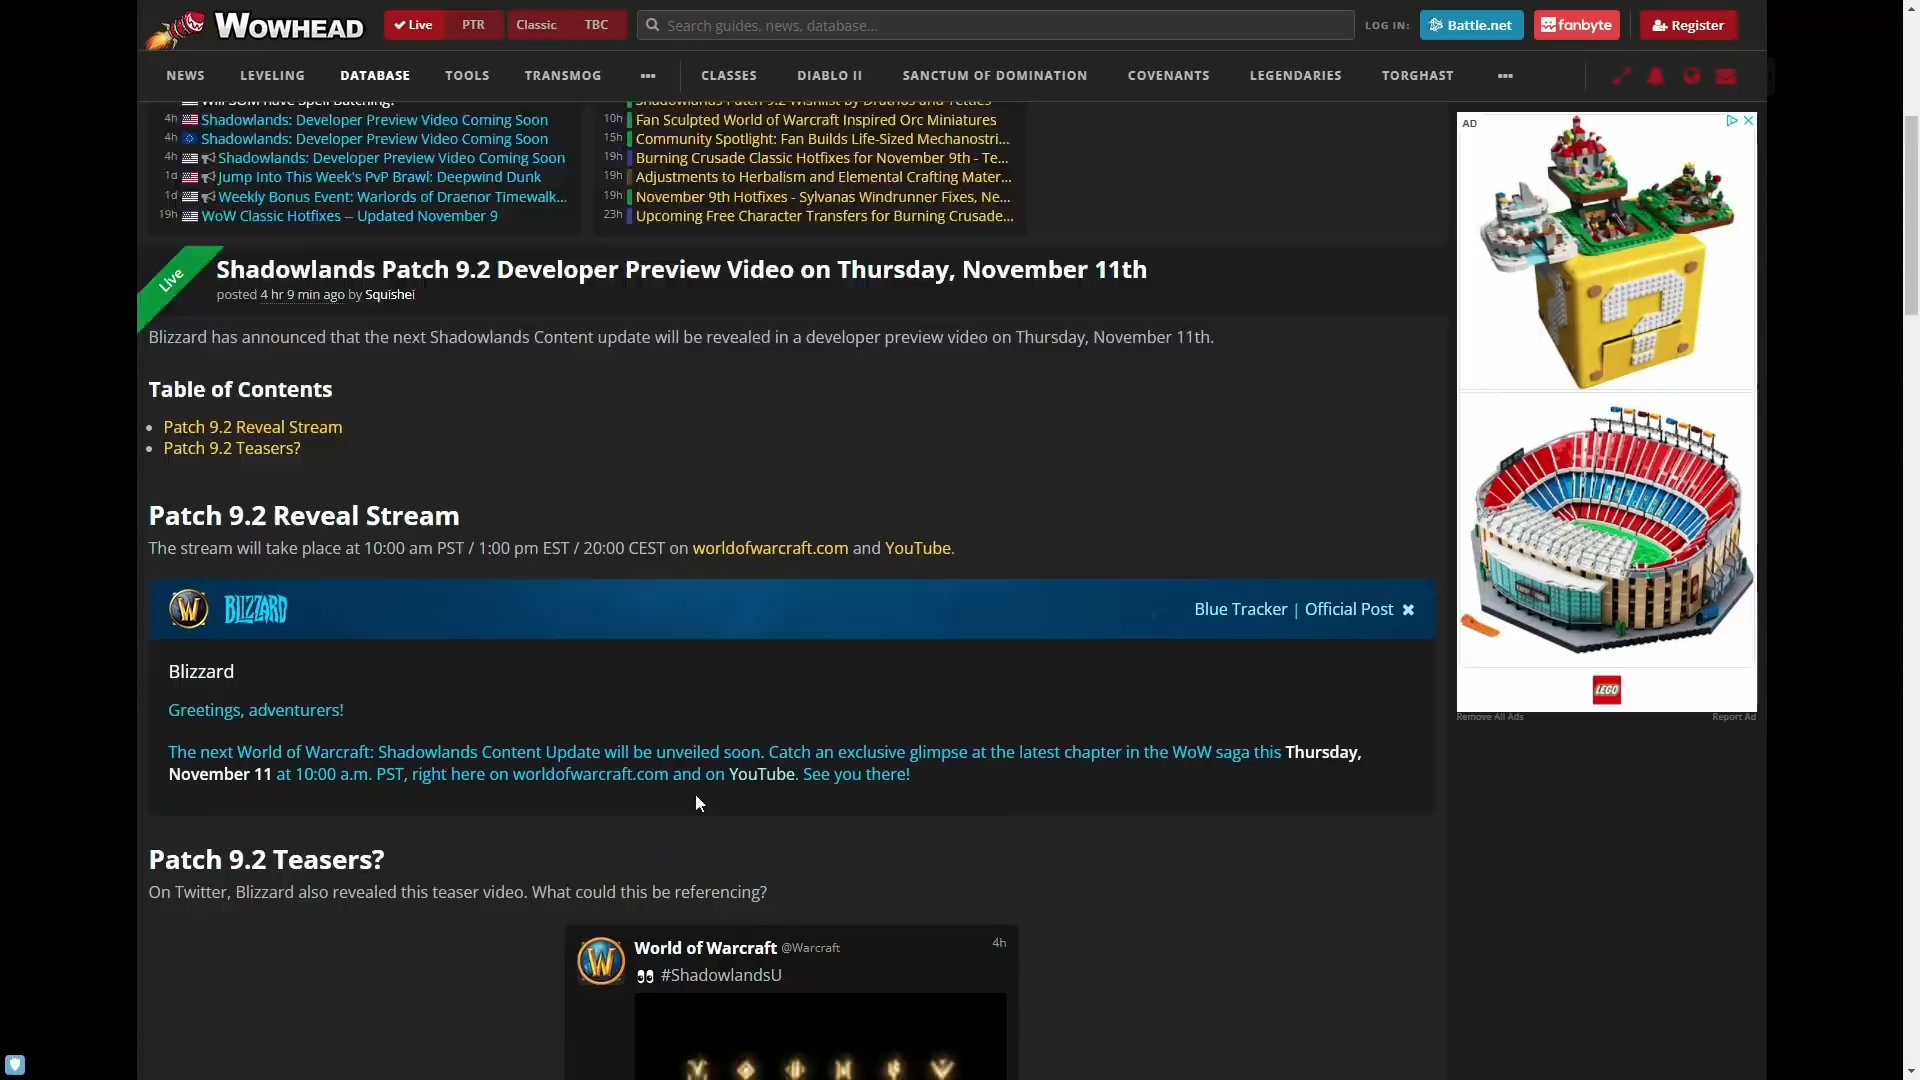 WOWHEAD
Live PTR Classic TBC
Search guides, news, database...
LOG IN: Battle.net fanbyte Register
NEWS LEVELING DATABASE TOOLS TRANSMOG ••• CLASSES DIABLO II SANCTUM OF DOMINATION COVENANTS LEGENDARIES TORGHAST •••
Will SOM have Spell Batching?
4h Shadowlands: Developer Preview Video Coming Soon
4h Shadowlands: Developer Preview Video Coming Soon
4h Shadowlands: Developer Preview Video Coming Soon
1d Jump Into This Week's PvP Brawl: Deepwind Dunk
1d Weekly Bonus Event: Warlords of Draenor Timewalk...
19h WoW Classic Hotfixes -- Updated November 9
Shadowlands Patch 9.2 Wishlist by Dratnos and Tettles
10h Fan Sculpted World of Warcraft Inspired Orc Miniatures
15h Community Spotlight: Fan Builds Life-Sized Mechanostri...
19h Burning Crusade Classic Hotfixes for November 9th - Te...
19h Adjustments to Herbalism and Elemental Crafting Mater...
19h November 9th Hotfixes - Sylvanas Windrunner Fixes, Ne...
23h Upcoming Free Character Transfers for Burning Crusade...
Live
Shadowlands Patch 9.2 Developer Preview Video on Thursday, November 11th
posted 4 hr 9 min ago by Squishei
Blizzard has announced that the next Shadowlands Content update will be revealed in a developer preview video on Thursday, November 11th.
Table of Contents
• Patch 9.2 Reveal Stream
• Patch 9.2 Teasers?
Patch 9.2 Reveal Stream
The stream will take place at 10:00 am PST / 1:00 pm EST / 20:00 CEST on worldofwarcraft.com and YouTube.
W BLIZZARD
Blue Tracker | Official Post ✖
Blizzard
Greetings, adventurers!
The next World of Warcraft: Shadowlands Content Update will be unveiled soon. Catch an exclusive glimpse at the latest chapter in the WoW saga this Thursday,
November 11 at 10:00 a.m. PST, right here on worldofwarcraft.com and on YouTube. See you there!
Patch 9.2 Teasers?
On Twitter, Blizzard also revealed this teaser video. What could this be referencing?
W World of Warcraft @Warcraft 4h
👀 #ShadowlandsU
AD
LEGO
Remove All Ads Report Ad